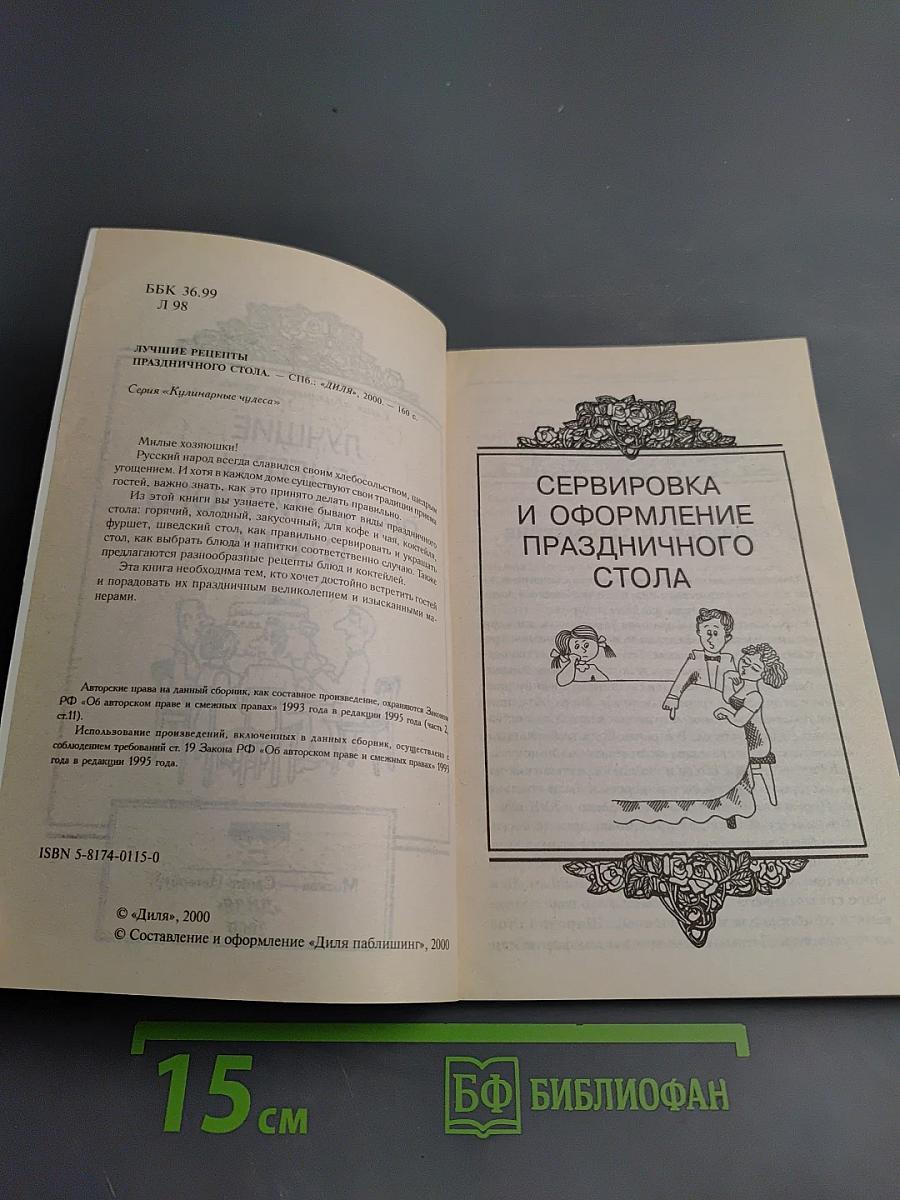 ББК 36.99
Л 98
ЛУЧШИЕ РЕЦЕПТЫ
ПРАЗДНИЧНОГО СТОЛА. — СПб.: «ДИЛЯ», 2000. — 160 с.
Серия «Кулинарные чудеса»
Милые хозяюшки!
Русский народ всегда славился своим хлебосольством, щедрым
угощением. И хотя в каждом доме существуют свои традиции приема
гостей, важно знать, как это принято делать правильно.
Из этой книги вы узнаете, какие бывают виды праздничного
стола: горячий, холодный, закусочный, для кофе и чая, коктейля,
фуршет, шведский стол, как правильно сервировать и украшать
стол, как выбрать блюда и напитки соответственно случаю. Также
предлагаются разнообразные рецепты блюд и коктейлей.
Эта книга необходима тем, кто хочет достойно встретить гостей
и порадовать их праздничным великолепием и изысканными ма-
нерами.
Авторские права на данный сборник, как составное произведение, охраняются Законом
РФ «Об авторском праве и смежных правах» 1993 года в редакции 1995 года (часть 2,
ст.11).
Использование произведений, включенных в данных сборник, осуществлено с
соблюдением требований ст. 19 Закона РФ «Об авторском праве и смежных правах» 1993
года в редакции 1995 года.
ISBN 5-8174-0115-0
© «Диля», 2000
© Составление и оформление «Диля паблишинг», 2000
СЕРВИРОВКА
И ОФОРМЛЕНИЕ
ПРАЗДНИЧНОГО
СТОЛА
15 см
БФ БИБЛИОФАН